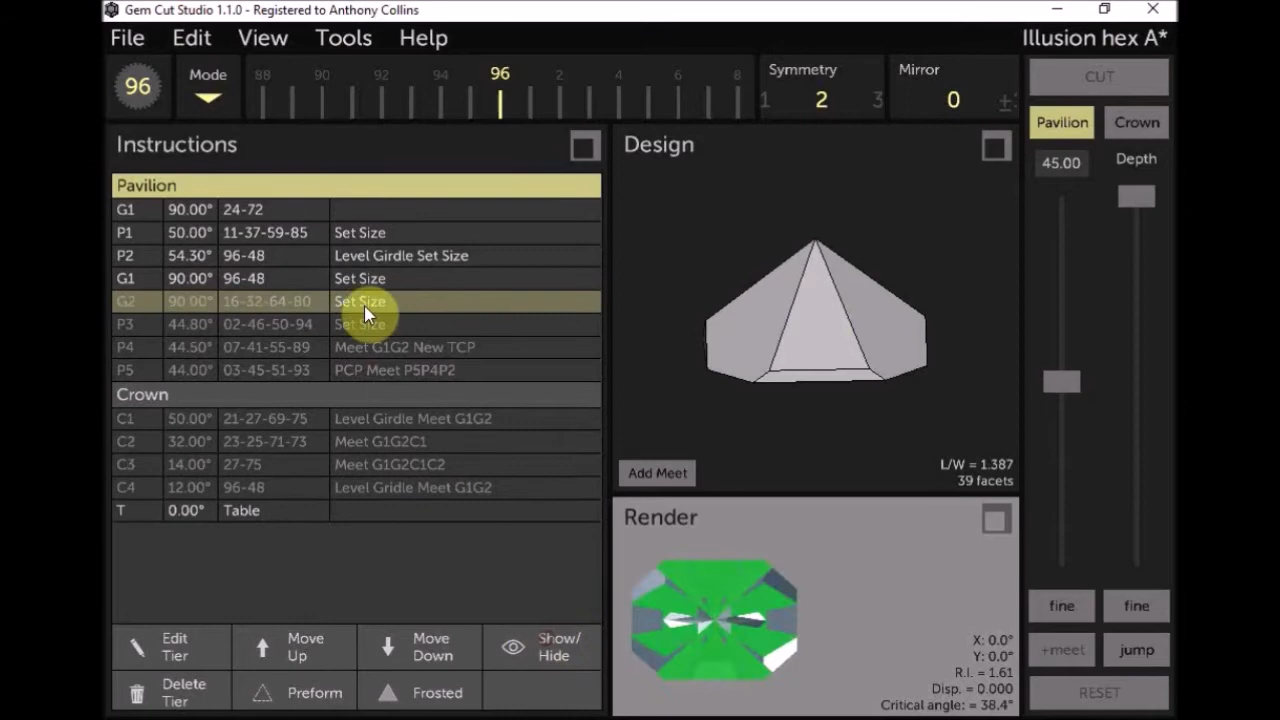 Gem Cut Studio 1.1.0 - Registered to Anthony Collins
File Edit View Tools Help
Illusion hex A*
96
Mode
88 90 92 94 96 2 4 6 8
Symmetry
1 2 3
Mirror
0
CUT
Pavilion Crown
45.00
Depth
Instructions
Pavilion
G1 90.00° 24-72
P1 50.00° 11-37-59-85 Set Size
P2 54.30° 96-48 Level Girdle Set Size
G1 90.00° 96-48 Set Size
G2 90.00° 16-32-64-80 Set Size
P3 44.80° 02-46-50-94 Set Size
P4 44.50° 07-41-55-89 Meet G1G2 New TCP
P5 44.00° 03-45-51-93 PCP Meet P5P4P2
Crown
C1 50.00° 21-27-69-75 Level Girdle Meet G1G2
C2 32.00° 23-25-71-73 Meet G1G2C1
C3 14.00° 27-75 Meet G1G2C1C2
C4 12.00° 96-48 Level Gridle Meet G1G2
T 0.00° Table
Edit Tier
Move Up
Move Down
Show/Hide
Delete Tier
Preform
Frosted
Design
Add Meet
L/W = 1.387
39 facets
Render
X: 0.0°
Y: 0.0°
R.I. = 1.61
Disp. = 0.000
Critical angle: = 38.4°
fine fine
+meet jump
RESET